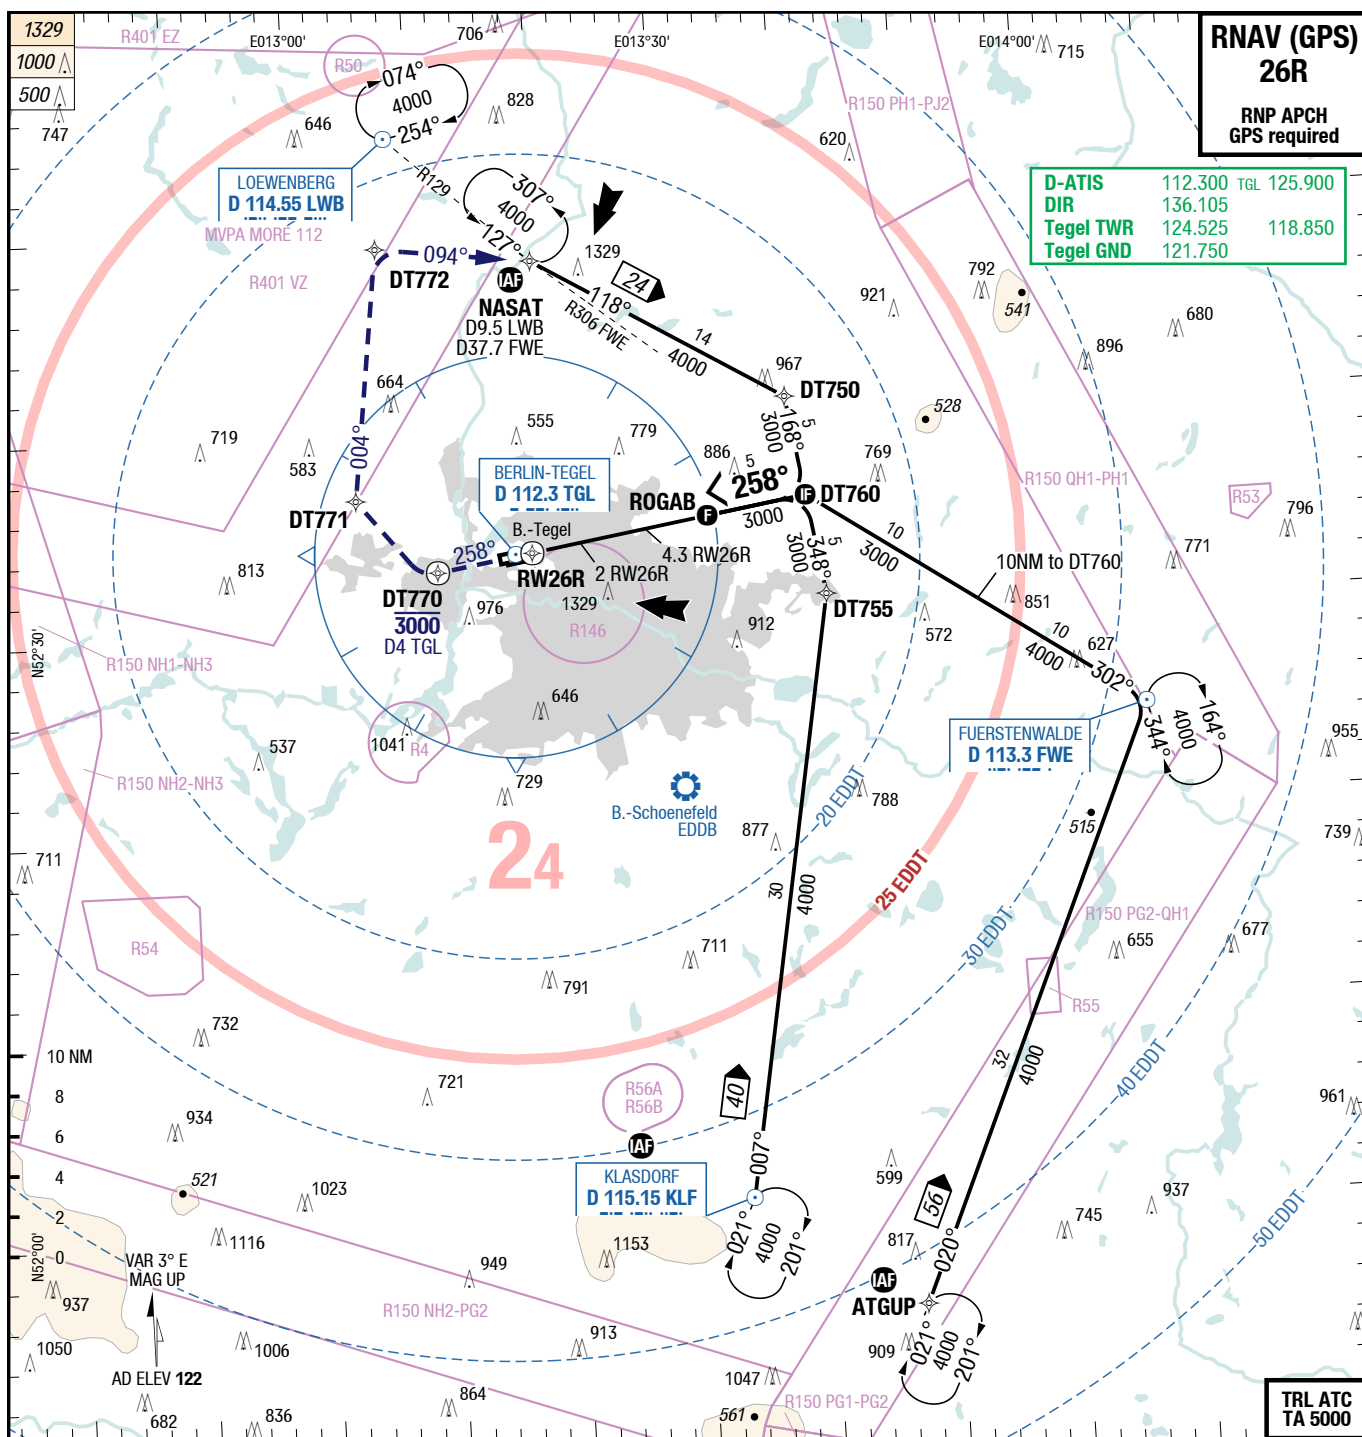 1329
1000
500
747
R401 EZ
E013°00'
706
E013°30'
E014°00'
715
RNAV (GPS)
26R
RNP APCH
GPS required
R50
074°
4000
254°
646
828
R150 PH1-PJ2
620
LOEWENBERG
D 114.55 LWB
R129
307°
4000
127°
D-ATIS 112.300 TGL 125.900
DIR 136.105
Tegel TWR 124.525 118.850
Tegel GND 121.750
MVPA MORE 112
R401 VZ
094°
DT772
IAF
NASAT
D9.5 LWB
D37.7 FWE
1329
24
118°
R306 FWE
14
4000
792
541
921
680
896
664
967
DT750
528
719
583
004°
555
779
886
5
168°
3000
769
BERLIN-TEGEL
D 112.3 TGL
ROGAB
F
5
258°
3000
IF
DT760
R150 QH1-PH1
R53
796
DT771
B.-Tegel
258°
RW26R
4.3 RW26R
2 RW26R
5
348°
3000
10
3000
10NM to DT760
771
813
DT770
3000
D4 TGL
976
1329
R146
912
DT755
572
851
10
4000
627
302°
N52°30'
R150 NH1-NH3
646
1041
R4
537
R150 NH2-NH3
729
FUERSTENWALDE
D 113.3 FWE
344°
4000
164°
955
B.-Schoenefeld
EDDB
20 EDDT
788
877
515
739
24
711
25 EDDT
30
4000
R54
711
791
30 EDDT
R150 PG2-QH1
655
677
R55
732
10 NM
8
6
4
2
0
721
R56A
R56B
40
32
4000
40 EDDT
961
934
IAF
007°
521
KLASDORF
D 115.15 KLF
599
56
937
1023
1116
021°
4000
201°
745
817
020°
50 EDDT
N52°00'
VAR 3° E
MAG UP
937
949
1153
IAF
ATGUP
R150 NH2-PG2
1050
1006
913
909
021°
4000
201°
AD ELEV 122
1047
R150 PG1-PG2
682
836
864
561
TRL ATC
TA 5000